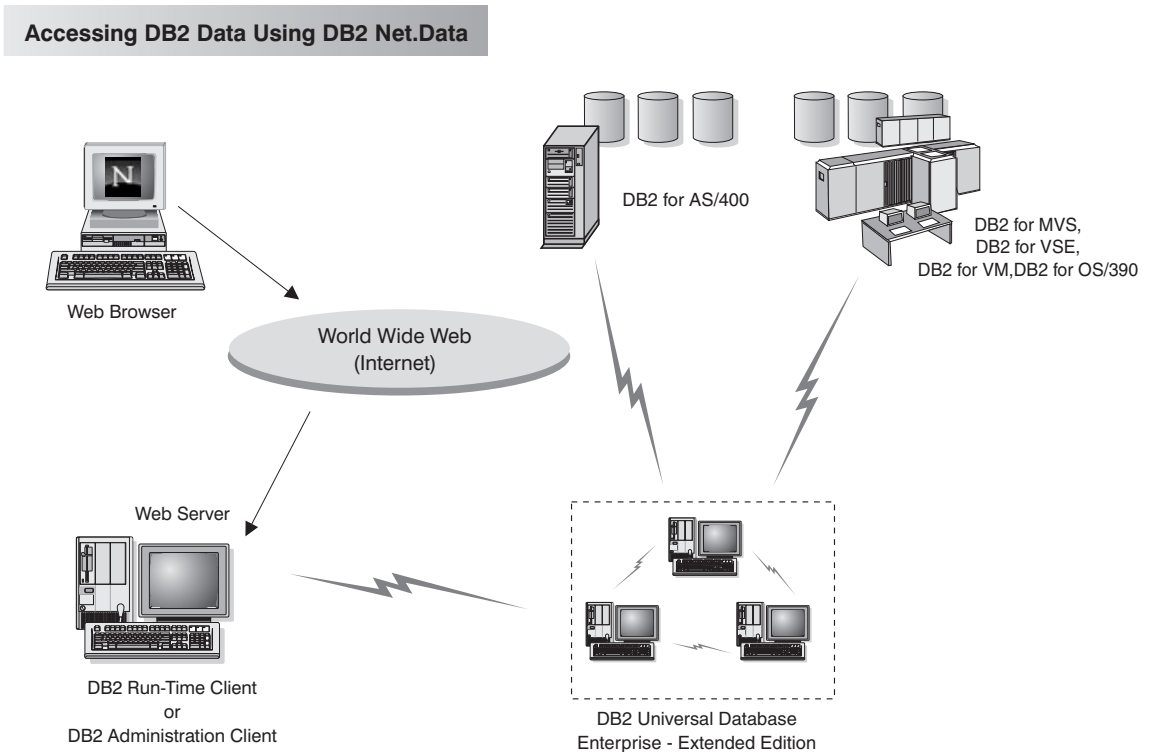 Accessing DB2 Data Using DB2 Net.Data
N
Web Browser
DB2 for AS/400
DB2 for MVS,
DB2 for VSE,
DB2 for VM,DB2 for OS/390
World Wide Web
(Internet)
Web Server
DB2 Run-Time Client
or
DB2 Administration Client
DB2 Universal Database
Enterprise - Extended Edition